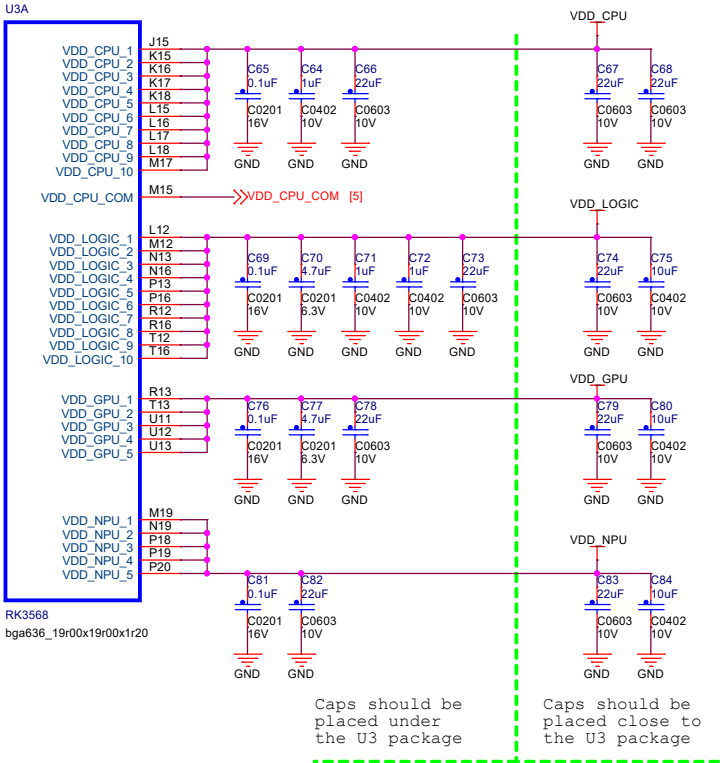 U3A
VDD_CPU
VDD_CPU_1 J15
VDD_CPU_2 K15
VDD_CPU_3 K16
VDD_CPU_4 K17
VDD_CPU_5 K18
VDD_CPU_6 L15
VDD_CPU_7 L16
VDD_CPU_8 L17
VDD_CPU_9 L18
VDD_CPU_10 M17
C65 C64 C66 C67 C68
0.1uF 1uF 22uF 22uF 22uF
C0201 C0402 C0603 C0603 C0603
16V 10V 10V 10V 10V
GND GND GND GND GND
VDD_CPU_COM M15 VDD_CPU_COM [5]
VDD_LOGIC
VDD_LOGIC_1 L12
VDD_LOGIC_2 M12
VDD_LOGIC_3 N13
VDD_LOGIC_4 N16
VDD_LOGIC_5 P13
VDD_LOGIC_6 P16
VDD_LOGIC_7 R12
VDD_LOGIC_8 R16
VDD_LOGIC_9 T12
VDD_LOGIC_10 T16
C69 C70 C71 C72 C73 C74 C75
0.1uF 4.7uF 1uF 1uF 22uF 22uF 10uF
C0201 C0201 C0402 C0402 C0603 C0603 C0402
16V 6.3V 10V 10V 10V 10V 10V
GND GND GND GND GND GND GND
VDD_GPU
VDD_GPU_1 R13
VDD_GPU_2 T13
VDD_GPU_3 U11
VDD_GPU_4 U12
VDD_GPU_5 U13
C76 C77 C78 C79 C80
0.1uF 4.7uF 22uF 22uF 10uF
C0201 C0201 C0603 C0603 C0402
16V 6.3V 10V 10V 10V
GND GND GND GND GND
VDD_NPU
VDD_NPU_1 M19
VDD_NPU_2 N19
VDD_NPU_3 P18
VDD_NPU_4 P19
VDD_NPU_5 P20
C81 C82 C83 C84
0.1uF 22uF 22uF 10uF
C0201 C0603 C0603 C0402
16V 10V 10V 10V
GND GND GND GND
RK3568
bga636_19r00x19r00x1r20
Caps should be
placed under
the U3 package
Caps should be
placed close to
the U3 package